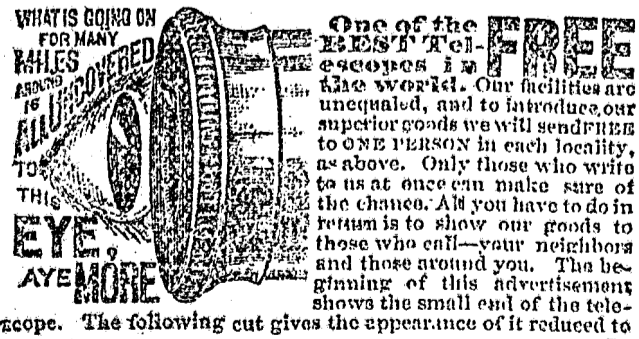 WHAT IS GOING ON
FOR MANY
MILES
AROUND
IS
ALL UNCOVERED
TO
THIS
EYE,
AYE
MORE
One of the
BEST Tel-
escopes in
FREE
the world. Our facilities are
unequaled, and to introduce our
superior goods we will send FREE
to ONE PERSON in each locality,
as above. Only those who write
to us at once can make sure of
the chance. All you have to do in
return is to show our goods to
those who call—your neighbors
and those around you. The be-
ginning of this advertisement
shows the small end of the tele-
scope. The following cut gives the appearance of it reduced to